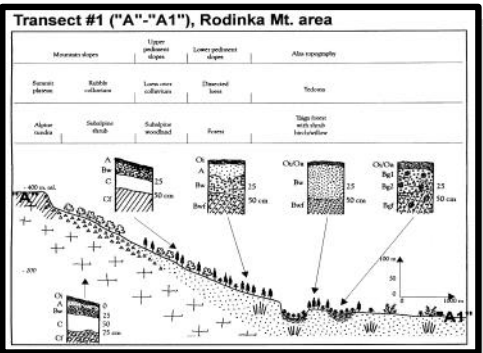 Transect #1 ("A"-"A1"), Rodinka Mt. area
Mountain slopes
Upper pediment slopes
Lower pediment slopes
Alas topography
Summit plateau
Rubble colluvium
Loess over colluvium
Dissected loess
Yedoma
Alpine tundra
Subalpine shrub
Subalpine woodland
Forest
Taiga forest with shrub birch/willow
A
Bw
C
Cf
25
50 cm
Oi
A
Bw
Bwf
25
50 cm
Oi/Oa
Bw
Bwf
25
50 cm
Oi/Oa
Bg1
Bg2
Bgf
25
50 cm
"A"
- 400 m.
- 200
100 m
50
0
0
1000 m
"A1"
Oi
A
Bw
C
Cf
0
25
50
75 cm